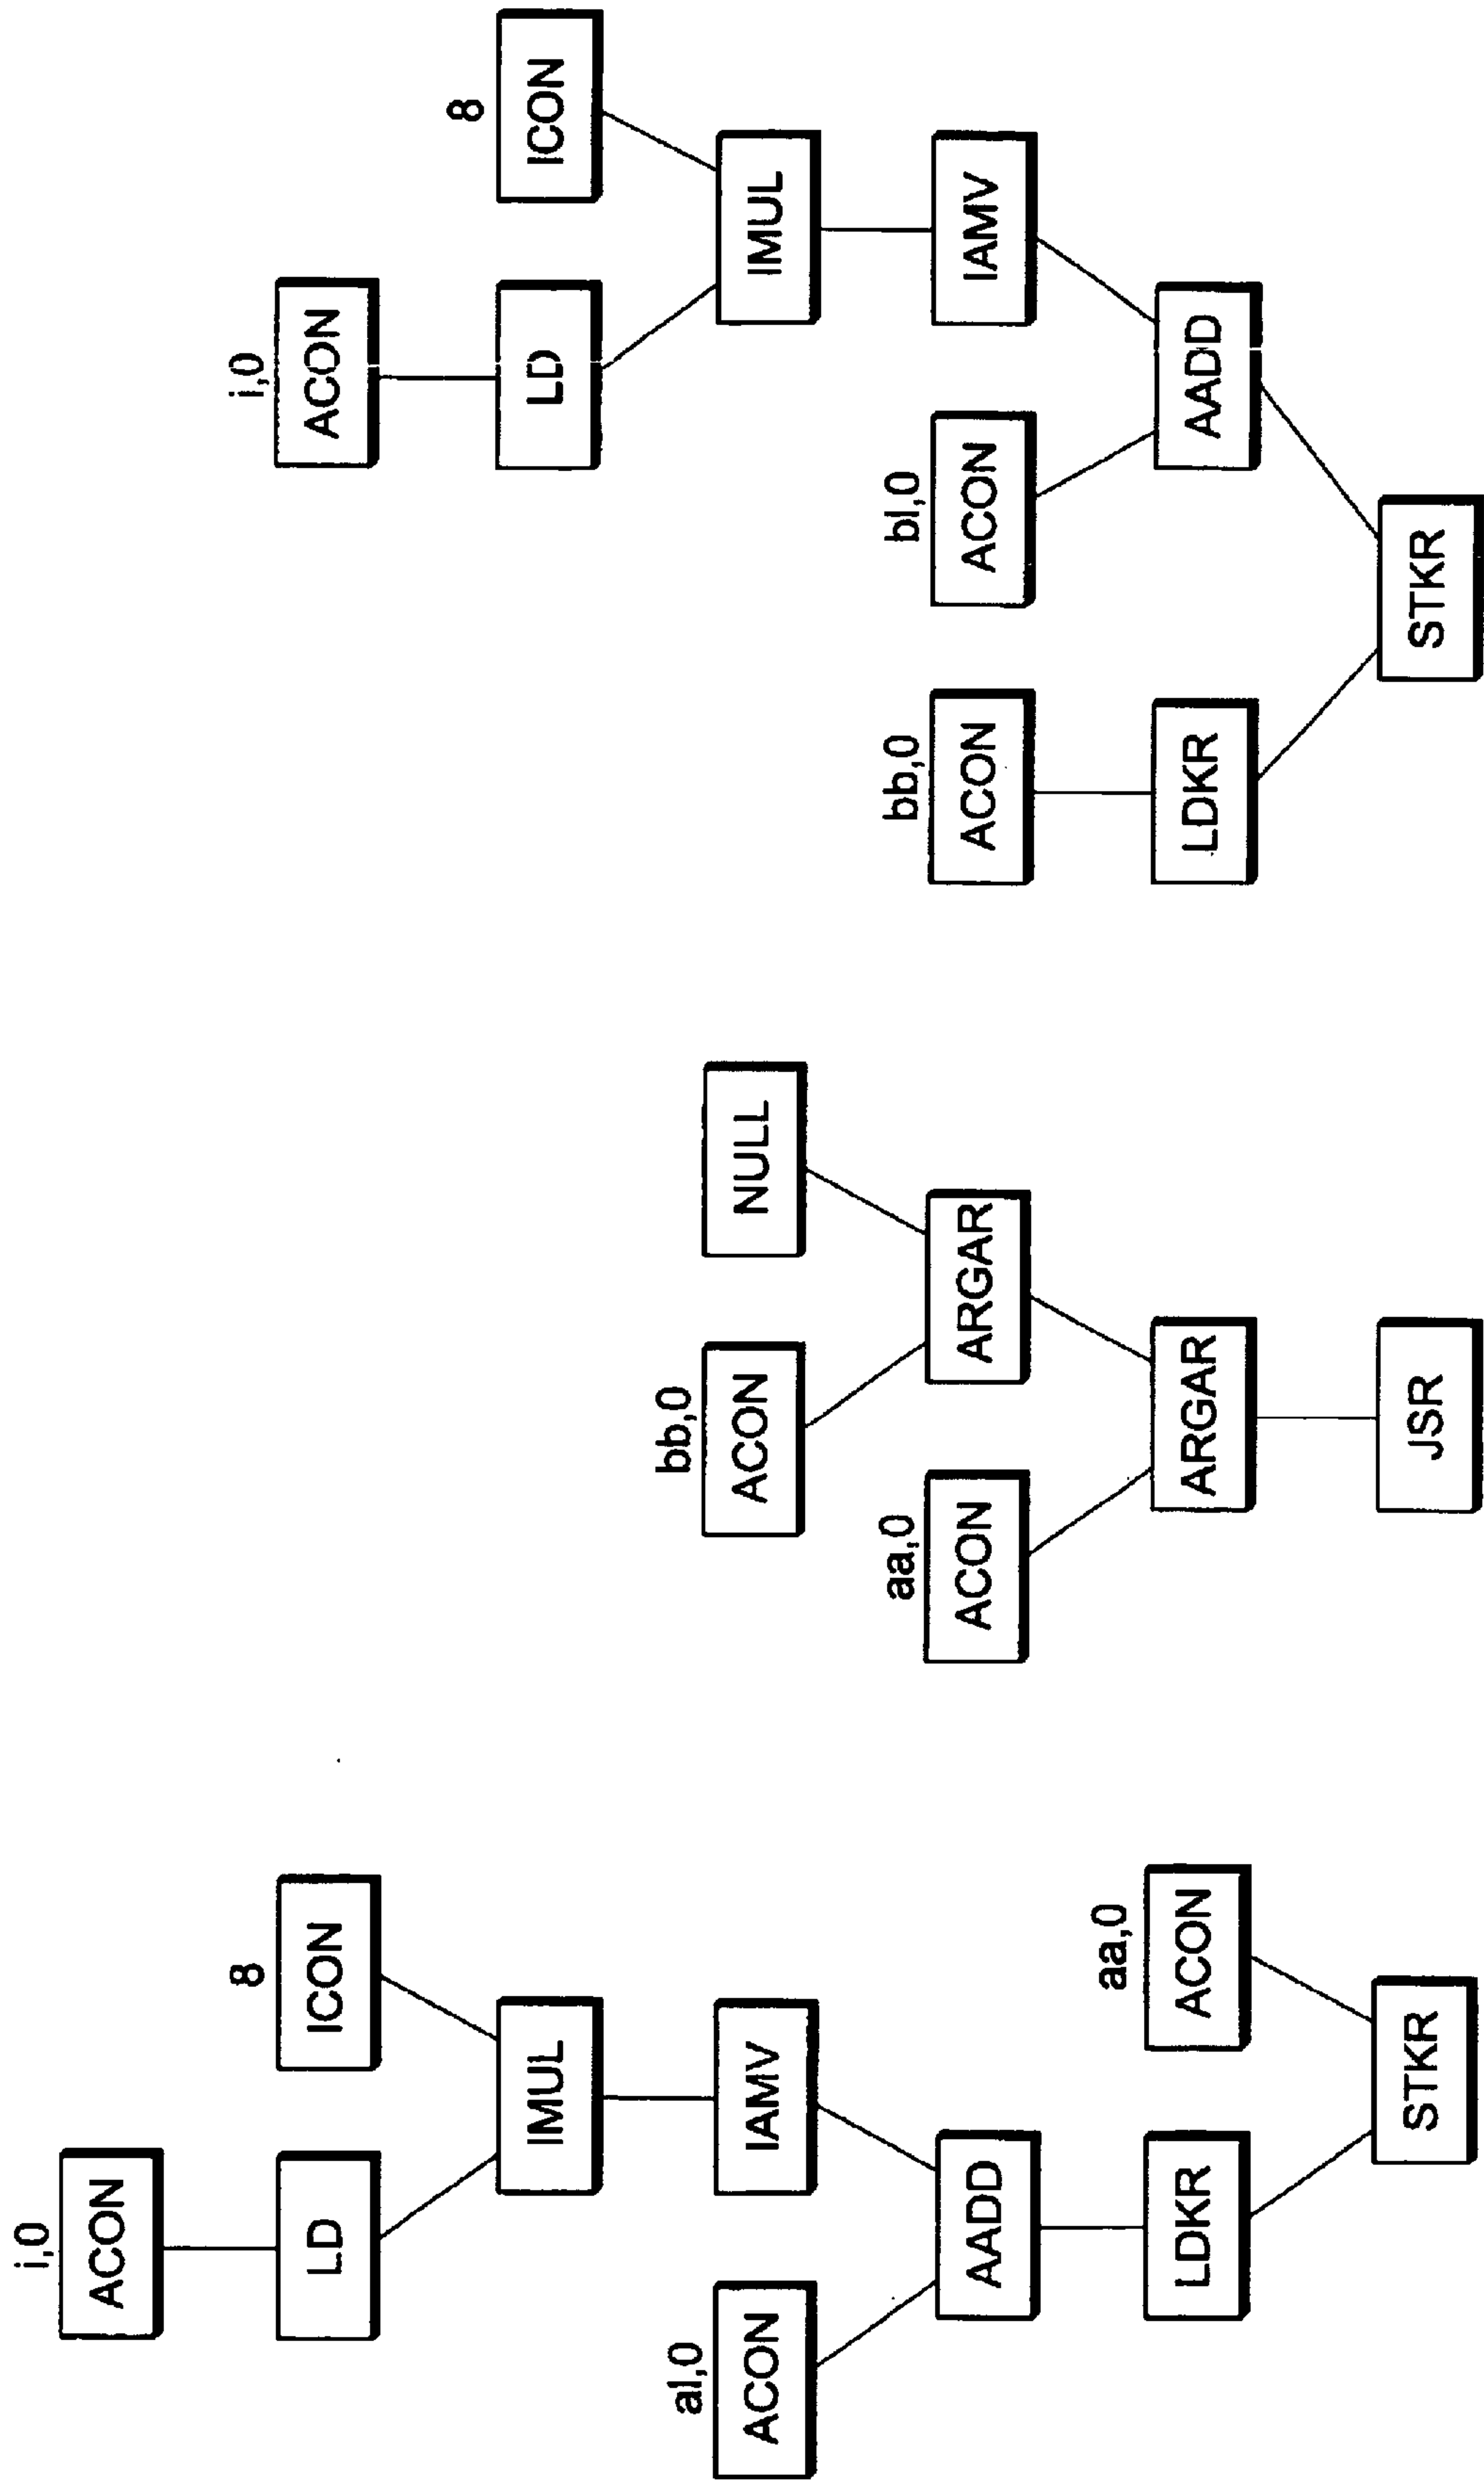 i,0
ACON
8
LD
ICON
IMUL
al,0
ACON
IAMV
AADD
aa,0
LDKR
ACON
STKR
bb,0
ACON
NULL
aa,0
ACON
ARGAR
ARGAR
JSR
i,0
ACON
8
LD
ICON
IMUL
bb,0
ACON
bl,0
ACON
IAMV
LDKR
AADD
STKR